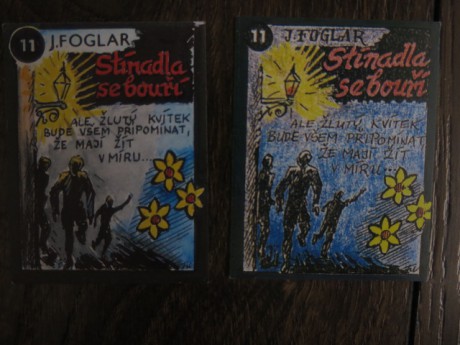 11 J.FOGLAR
Stínadla
se bouří
ALE ŽLUTÝ KVÍTEK
BUDE VŠEM PŘIPOMÍNAT,
ŽE MAJÍ ŽÍT
V MÍRU...
11 J.FOGLAR
Stínadla
se bouří
ALE ŽLUTÝ KVÍTEK
BUDE VŠEM PŘIPOMÍNAT,
ŽE MAJÍ ŽÍT
V MÍRU...